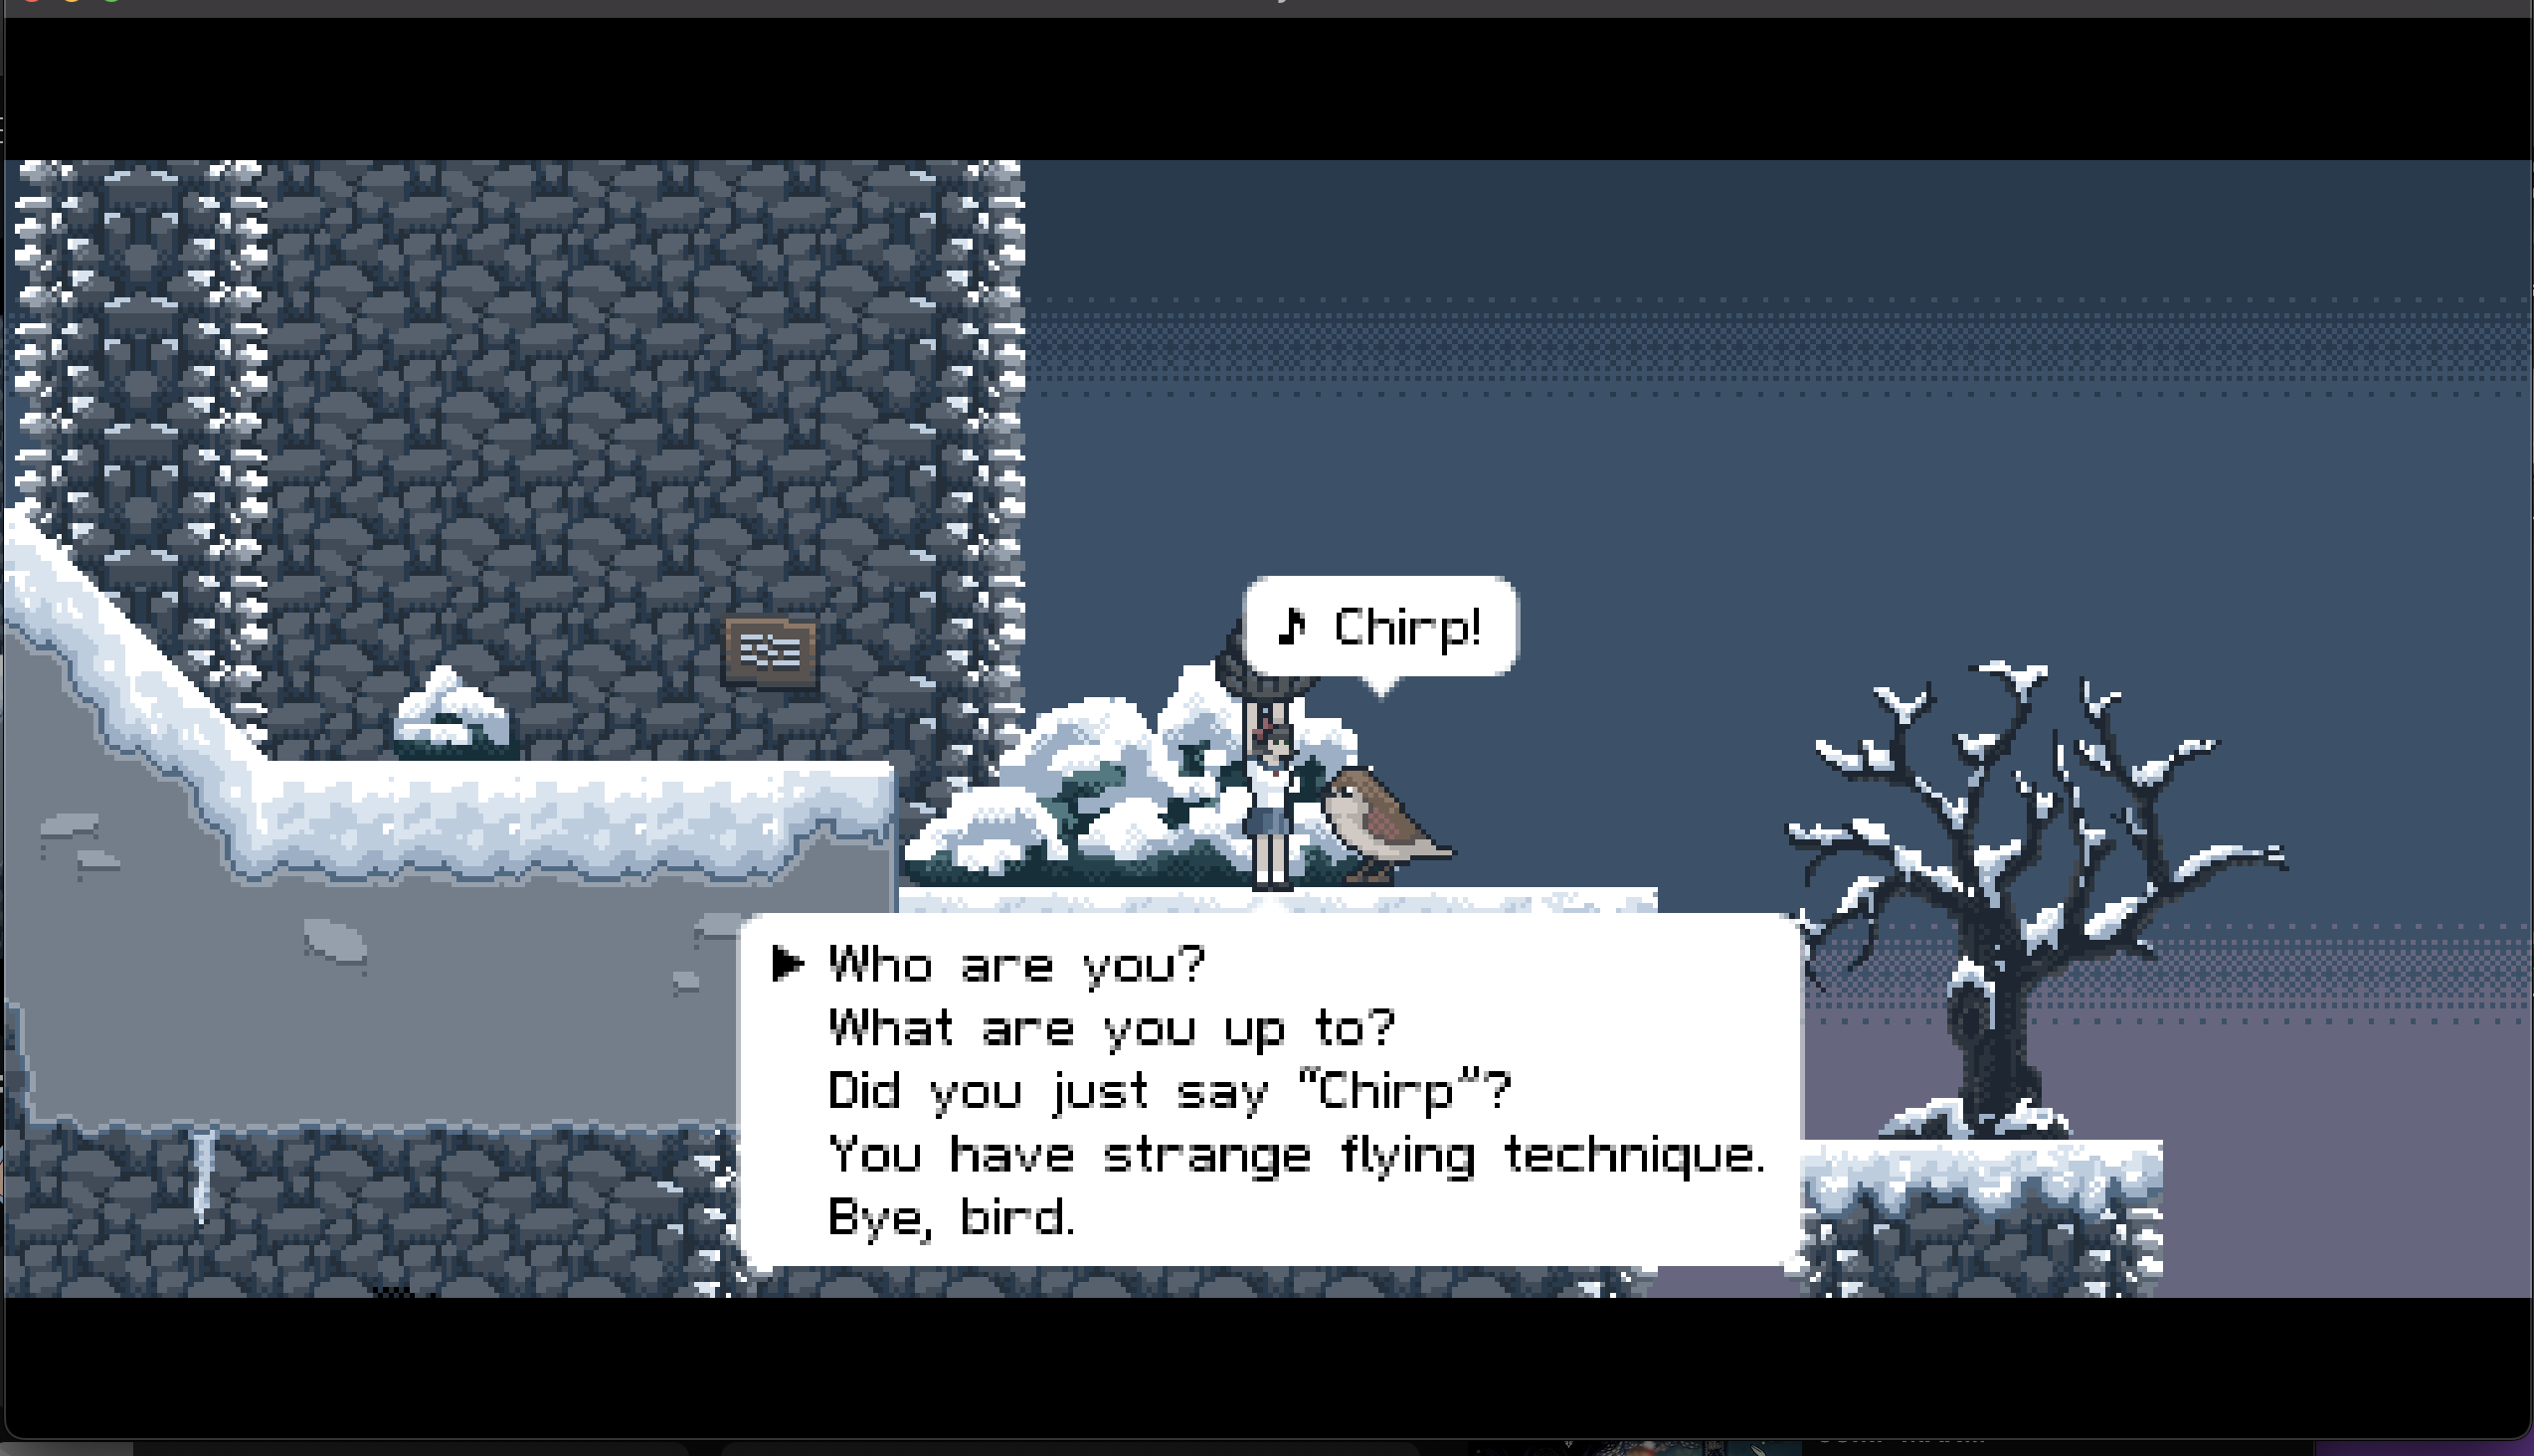 ♪ Chirp!
▶ Who are you?
What are you up to?
Did you just say "Chirp"?
You have strange flying technique.
Bye, bird.